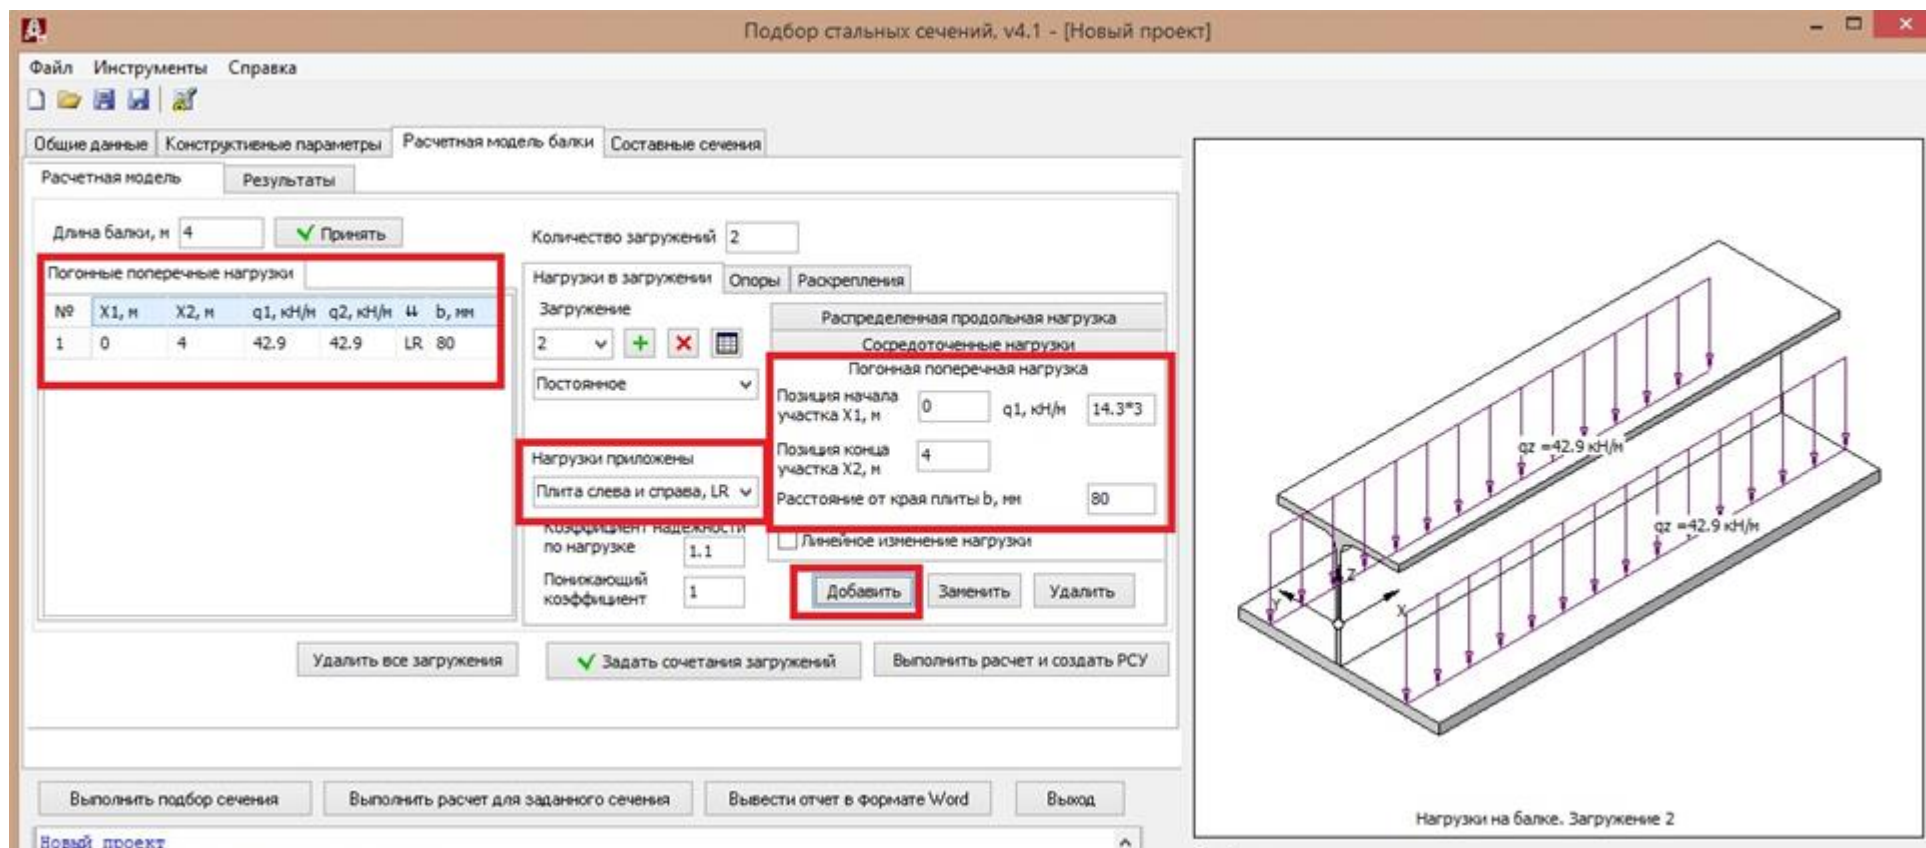 Подбор стальных сечений, v4.1 - [Новый проект]
Файл Инструменты Справка
Общие данные Конструктивные параметры Расчетная модель балки Составные сечения
Расчетная модель Результаты
Длина балки, м 4 Принять
Количество загружений 2
Погонные поперечные нагрузки
№ X1, м X2, м q1, кН/м q2, кН/м b, мм
1 0 4 42.9 42.9 LR 80
Нагрузки в загружении Опоры Раскрепления
Загружение
2
Постоянное
Нагрузки приложены
Плита слева и справа, LR
Коэффициент надежности
по нагрузке 1.1
Понижающий
коэффициент 1
Распределенная продольная нагрузка
Сосредоточенные нагрузки
Погонная поперечная нагрузка
Позиция начала
участка X1, м 0 q1, кН/м 14.3*3
Позиция конца
участка X2, м 4
Расстояние от края плиты b, мм 80
Линейное изменение нагрузки
Добавить Заменить Удалить
Удалить все загружения Задать сочетания загружений Выполнить расчет и создать РСУ
Выполнить подбор сечения Выполнить расчет для заданного сечения Вывести отчет в формате Word Выход
Новый проект
qz =42.9 кН/м
qz =42.9 кН/м
Z
Y
X
Нагрузки на балке. Загружение 2